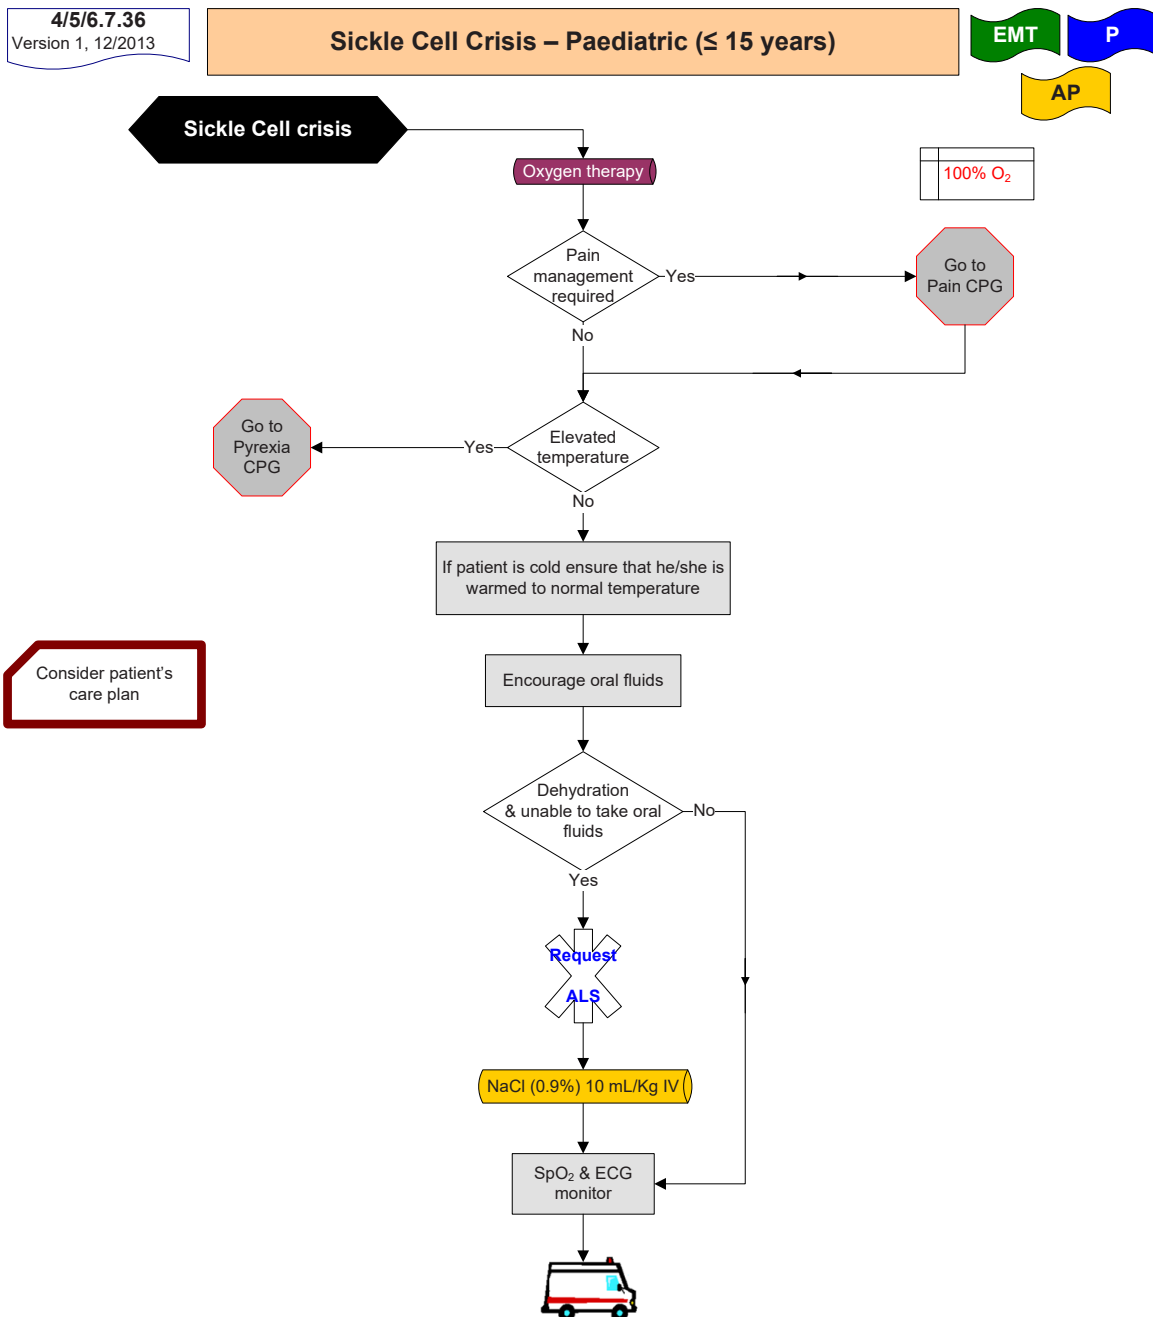 4/5/6.7.36
Version 1, 12/2013
Sickle Cell Crisis – Paediatric (≤ 15 years)
EMT
P
AP
Sickle Cell crisis
Oxygen therapy
100% O₂
Pain
management
required
Yes
Go to
Pain CPG
No
Go to
Pyrexia
CPG
Yes
Elevated
temperature
No
If patient is cold ensure that he/she is
warmed to normal temperature
Consider patient's
care plan
Encourage oral fluids
Dehydration
& unable to take oral
fluids
No
Yes
Request
ALS
NaCl (0.9%) 10 mL/Kg IV
SpO₂ & ECG
monitor